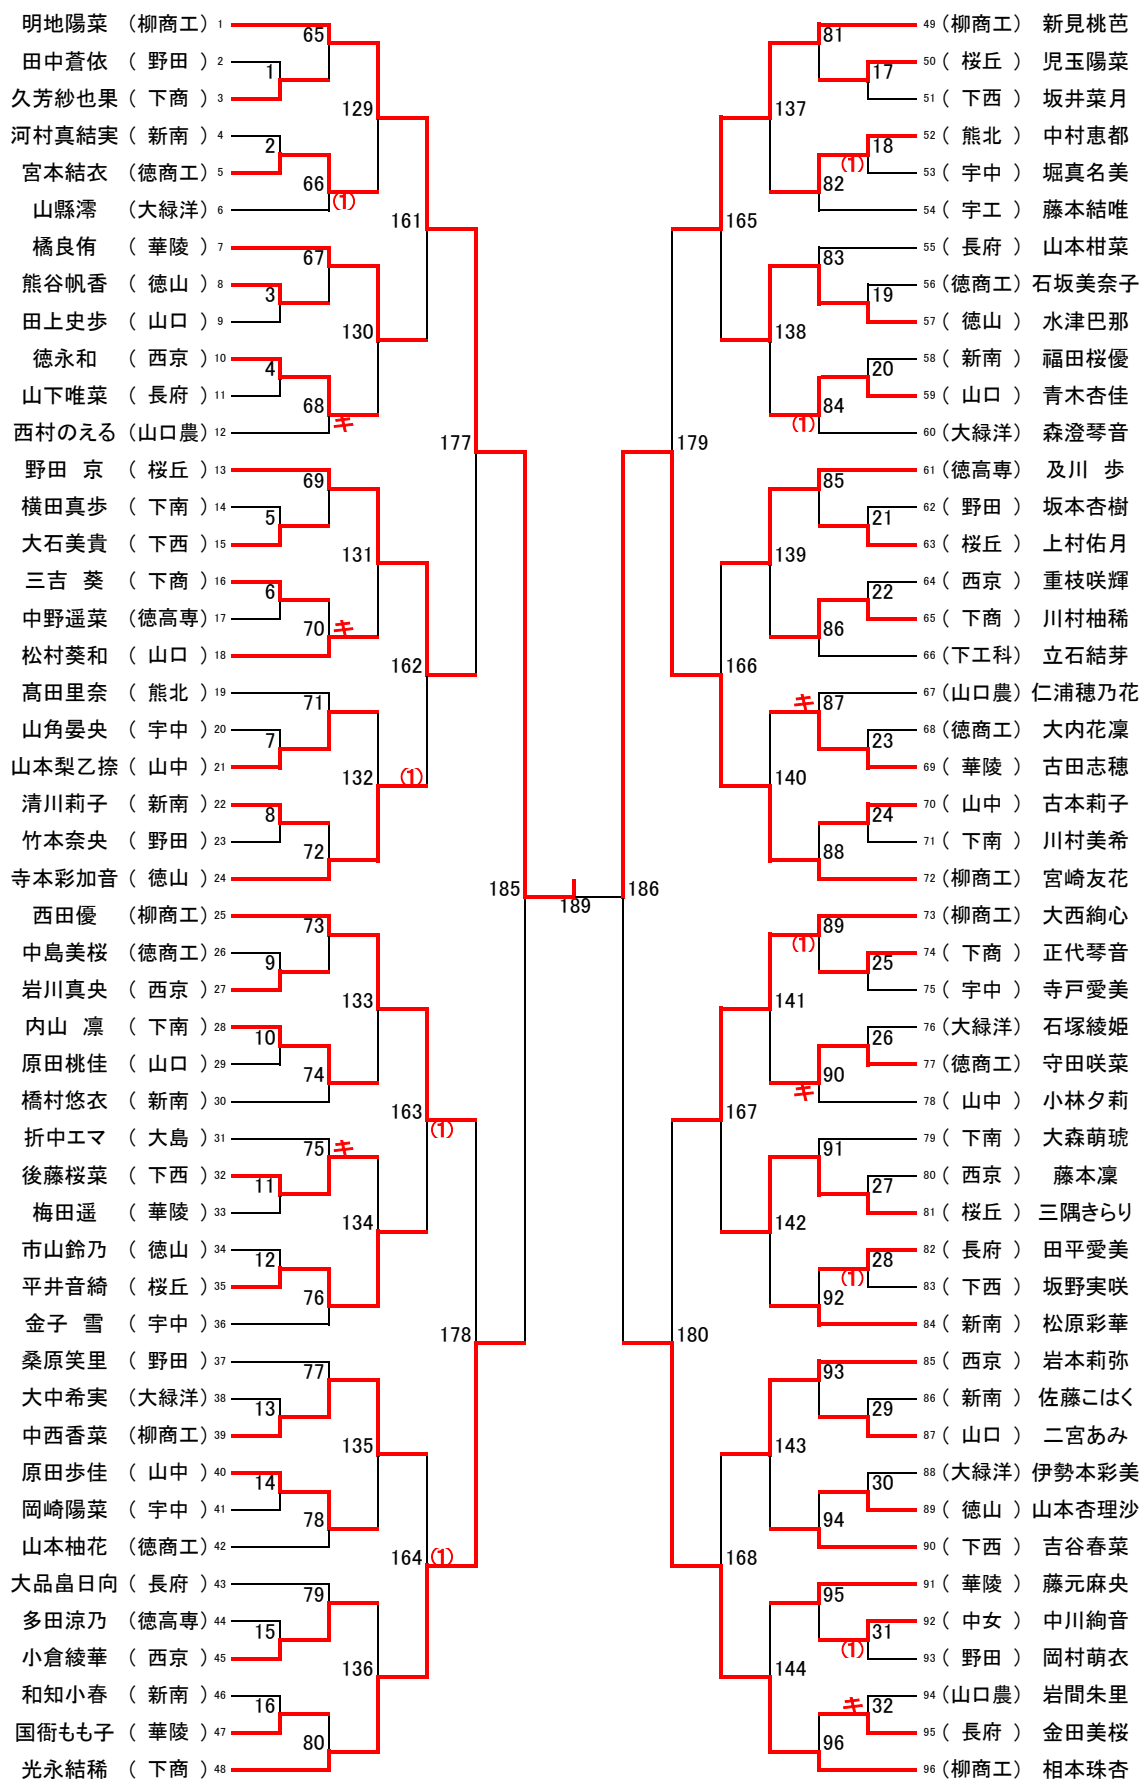 明地陽菜 (柳商工) 1
田中蒼依 ( 野田 ) 2
久芳紗也果 ( 下商 ) 3
河村真結実 ( 新南 ) 4
宮本結衣 (徳商工) 5
山縣澪 (大緑洋) 6
橘良侑 ( 華陵 ) 7
熊谷帆香 ( 徳山 ) 8
田上史歩 ( 山口 ) 9
徳永和 ( 西京 ) 10
山下唯菜 ( 長府 ) 11
西村のえる (山口農) 12
野田 京 ( 桜丘 ) 13
横田真歩 ( 下南 ) 14
大石美貴 ( 下西 ) 15
三吉 葵 ( 下商 ) 16
中野遥菜 (徳高専) 17
松村葵和 ( 山口 ) 18
髙田里奈 ( 熊北 ) 19
山角晏央 ( 宇中 ) 20
山本梨乙捺 ( 山中 ) 21
清川莉子 ( 新南 ) 22
竹本奈央 ( 野田 ) 23
寺本彩加音 ( 徳山 ) 24
西田優 (柳商工) 25
中島美桜 (徳商工) 26
岩川真央 ( 西京 ) 27
内山 凛 ( 下南 ) 28
原田桃佳 ( 山口 ) 29
橋村悠衣 ( 新南 ) 30
折中エマ ( 大島 ) 31
後藤桜菜 ( 下西 ) 32
梅田遥 ( 華陵 ) 33
市山鈴乃 ( 徳山 ) 34
平井音綺 ( 桜丘 ) 35
金子 雪 ( 宇中 ) 36
桑原笑里 ( 野田 ) 37
大中希実 (大緑洋) 38
中西香菜 (柳商工) 39
原田歩佳 ( 山中 ) 40
岡崎陽菜 ( 宇中 ) 41
山本柚花 (徳商工) 42
大品畠日向 ( 長府 ) 43
多田涼乃 (徳高専) 44
小倉綾華 ( 西京 ) 45
和知小春 ( 新南 ) 46
国衙もも子 ( 華陵 ) 47
光永結稀 ( 下商 ) 48
65
1
129
2
66
(1)
161
67
3
130
4
68
キ
177
69
5
131
6
70
キ
162
71
7
132
(1)
8
72
185
73
9
133
10
74
163
(1)
75
キ
11
134
12
76
178
77
13
135
14
78
164
(1)
79
15
136
16
80
189
186
81
17
137
18
(1)
82
165
83
19
138
20
84
(1)
179
85
21
139
22
86
166
87
キ
23
140
24
88
89
(1)
25
141
26
90
キ
167
91
27
142
28
(1)
92
180
93
29
143
30
94
168
95
31
(1)
144
32
キ
96
49 (柳商工) 新見桃芭
50 ( 桜丘 ) 児玉陽菜
51 ( 下西 ) 坂井菜月
52 ( 熊北 ) 中村恵都
53 ( 宇中 ) 堀真名美
54 ( 宇工 ) 藤本結唯
55 ( 長府 ) 山本柑菜
56 (徳商工) 石坂美奈子
57 ( 徳山 ) 水津巴那
58 ( 新南 ) 福田桜優
59 ( 山口 ) 青木杏佳
60 (大緑洋) 森澄琴音
61 (徳高専) 及川 歩
62 ( 野田 ) 坂本杏樹
63 ( 桜丘 ) 上村佑月
64 ( 西京 ) 重枝咲輝
65 ( 下商 ) 川村柚稀
66 (下工科) 立石結芽
67 (山口農) 仁浦穂乃花
68 (徳商工) 大内花凜
69 ( 華陵 ) 古田志穂
70 ( 山中 ) 古本莉子
71 ( 下南 ) 川村美希
72 (柳商工) 宮崎友花
73 (柳商工) 大西絢心
74 ( 下商 ) 正代琴音
75 ( 宇中 ) 寺戸愛美
76 (大緑洋) 石塚綾姫
77 (徳商工) 守田咲菜
78 ( 山中 ) 小林夕莉
79 ( 下南 ) 大森萌琥
80 ( 西京 ) 藤本凜
81 ( 桜丘 ) 三隅きらり
82 ( 長府 ) 田平愛美
83 ( 下西 ) 坂野実咲
84 ( 新南 ) 松原彩華
85 ( 西京 ) 岩本莉弥
86 ( 新南 ) 佐藤こはく
87 ( 山口 ) 二宮あみ
88 (大緑洋) 伊勢本彩美
89 ( 徳山 ) 山本杏理沙
90 ( 下西 ) 吉谷春菜
91 ( 華陵 ) 藤元麻央
92 ( 中女 ) 中川絢音
93 ( 野田 ) 岡村萌衣
94 (山口農) 岩間朱里
95 ( 長府 ) 金田美桜
96 (柳商工) 相本珠杏